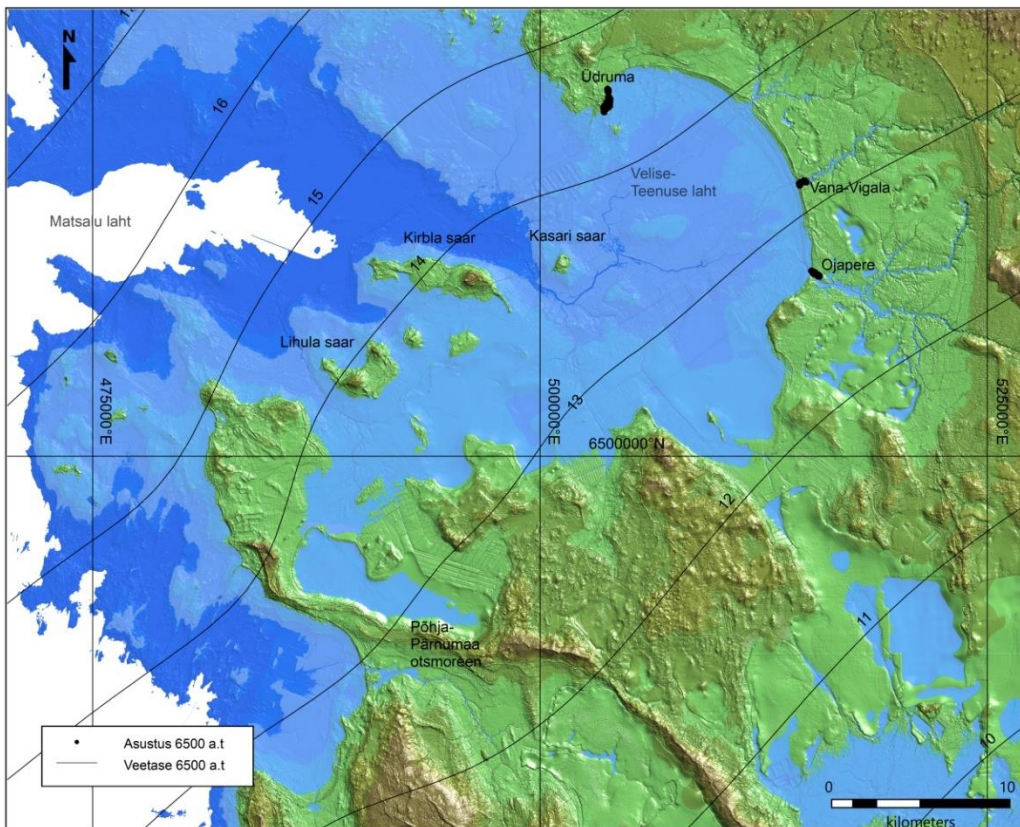 N
17
16
15
14
13
12
11
10
Üdruma
Velise-
Teenuse laht
Vana-Vigala
Matsalu laht
Kirbla saar
Kasari saar
Ojapere
Lihula saar
475000°E
500000°E
525000°E
6500000°N
Põhja-
Pärnumaa
otsmoreen
Asustus 6500 a.t
Veetase 6500 a.t
0 10
kilometers